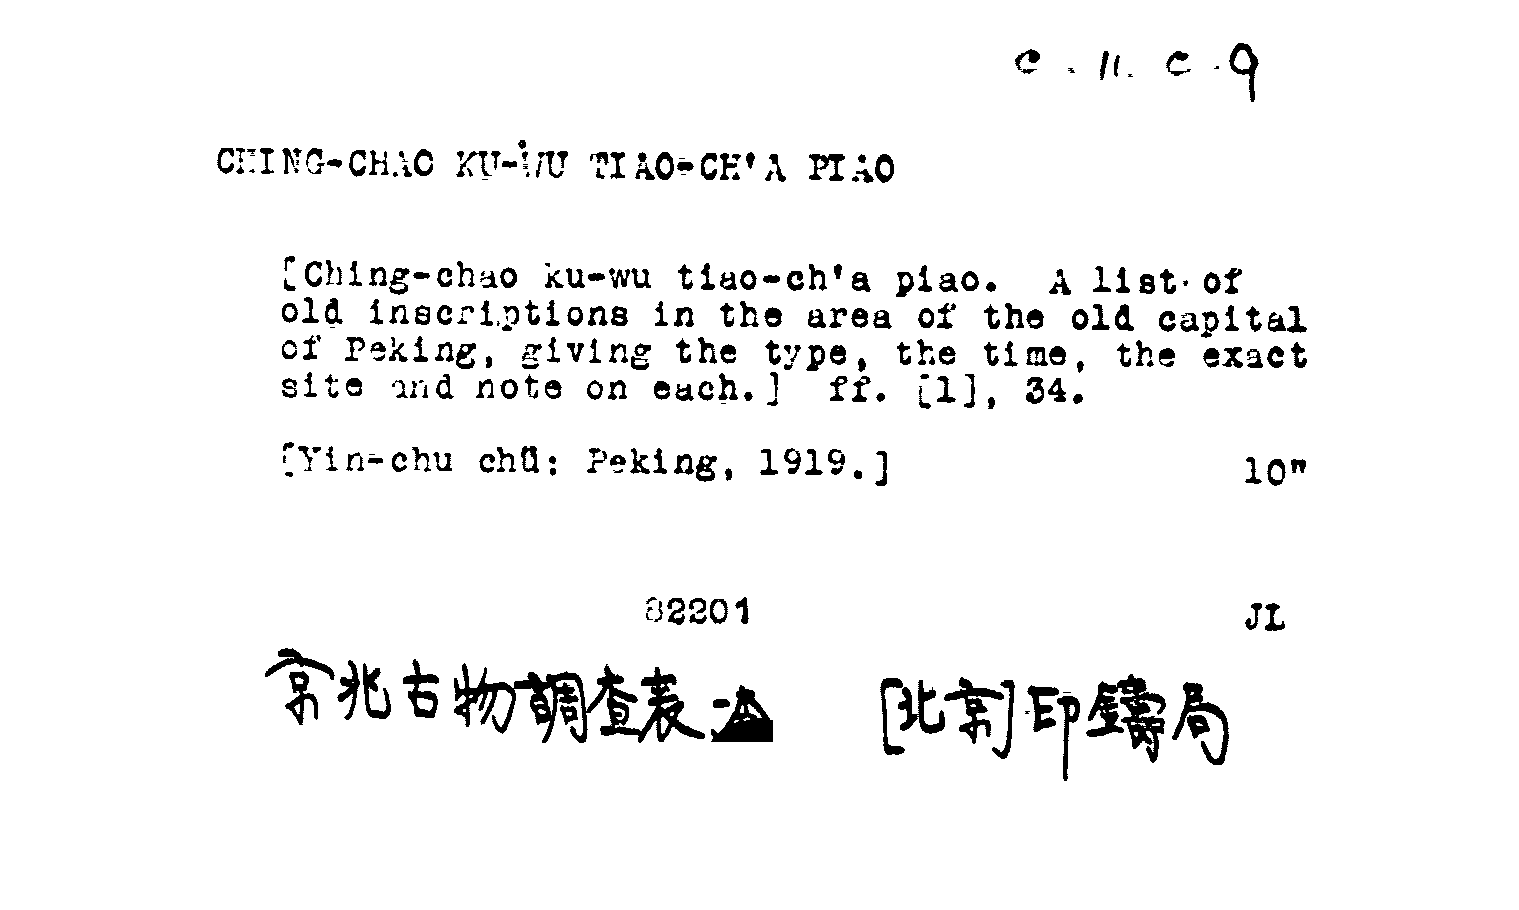 C. 11. C. 9
CHING-CHAO KU-WU TIAO-CH'A PIAO
[Ching-chao ku-wu tiao-ch'a piao. A list of
old inscriptions in the area of the old capital
of Peking, giving the type, the time, the exact
site and note on each.] ff. [1], 34.
[Yin-chu chü: Peking, 1919.] 10"
82201 JL
京兆古物調查表 [北京]印鑄局